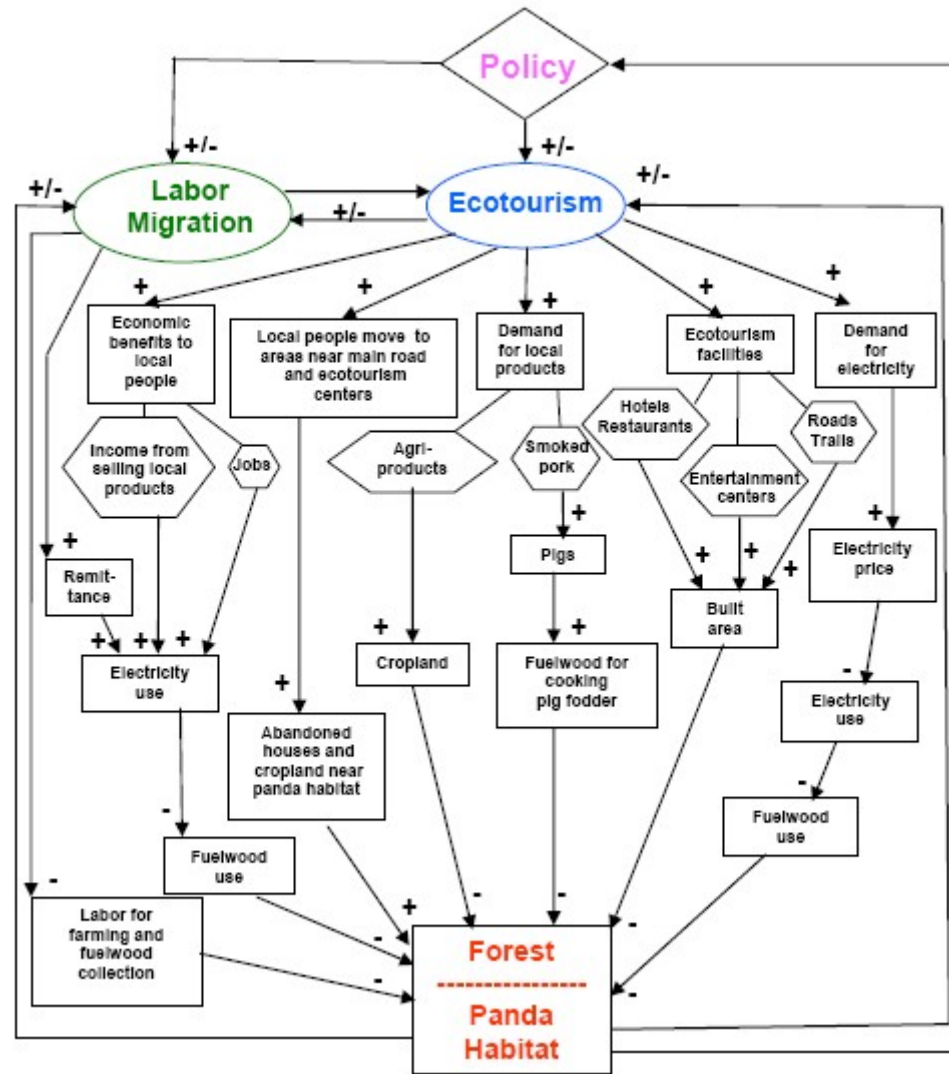 Policy
+/-
+/-
+/-
+/-
Labor
Migration
+/-
Ecotourism
+
+
+
+
+
Economic
benefits to
local
people
Local people move to
areas near main road
and ecotourism
centers
Demand
for local
products
Ecotourism
facilities
Demand
for
electricity
Income from
selling local
products
Jobs
Agri-
products
Smoked
pork
Hotels
Restaurants
Entertainment
centers
Roads
Trails
+
Remit-
tance
+
Pigs
+
Electricity
price
+
+
+
Electricity
use
+
Cropland
+
Fuelwood for
cooking
pig fodder
+
+
+
Built
area
-
Electricity
use
+
Abandoned
houses and
cropland near
panda habitat
-
Fuelwood
use
-
Fuelwood
use
-
Labor for
farming and
fuelwood
collection
+
-
-
-
-
-
-
Forest
---------------
Panda
Habitat